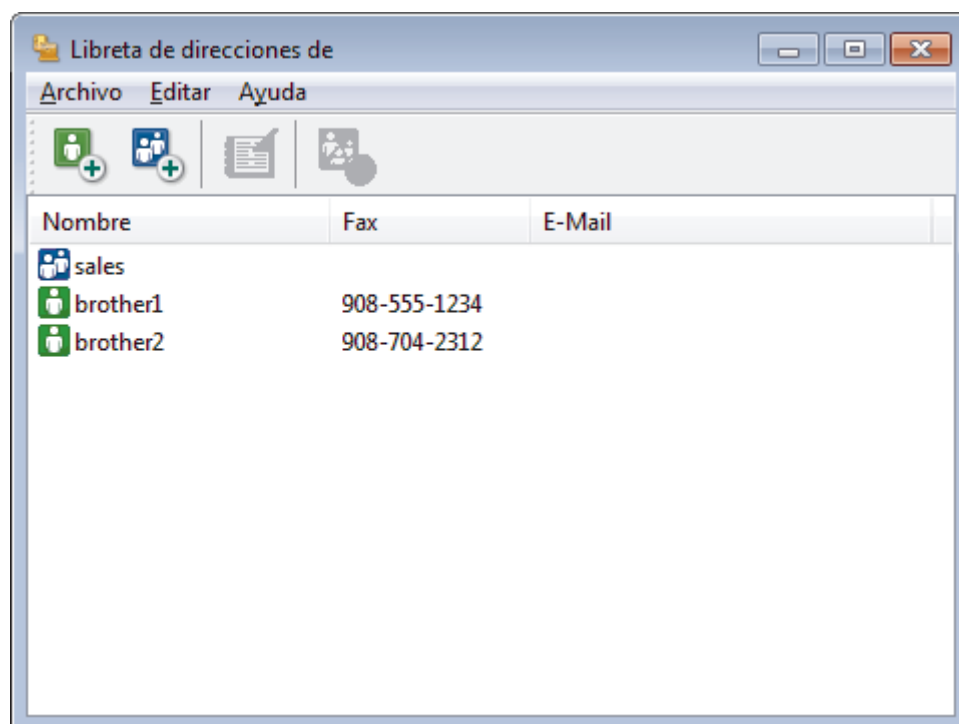 Libreta de direcciones de
Archivo Editar Ayuda
Nombre Fax E-Mail
sales
brother1 908-555-1234
brother2 908-704-2312